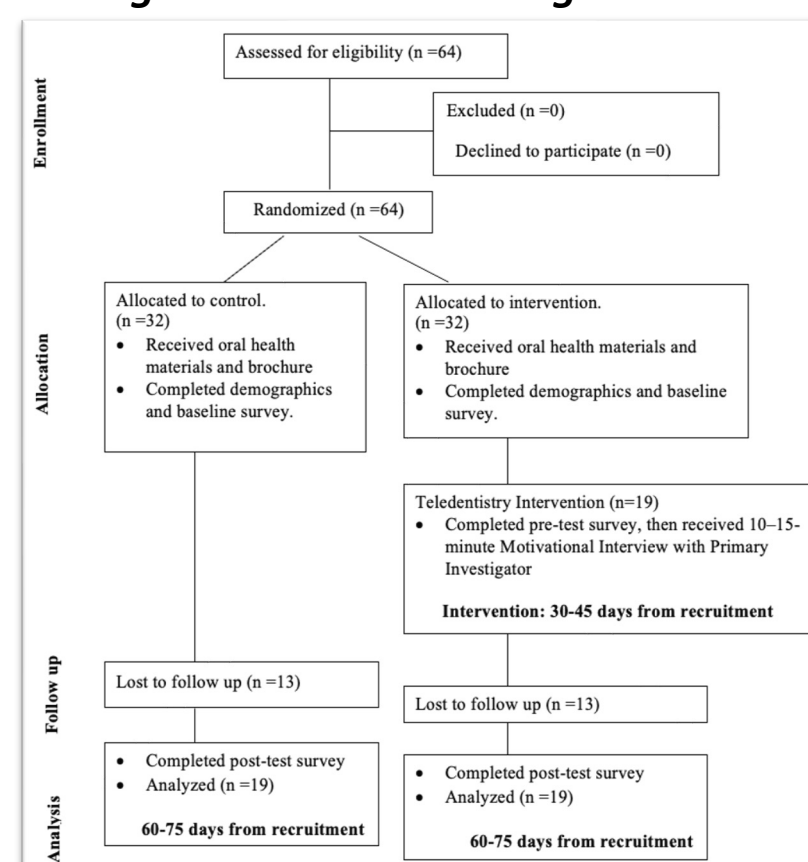 Assessed for eligibility (n =64)
Enrollment
Excluded (n =0)
Declined to participate (n =0)
Randomized (n =64)
Allocation
Allocated to control.
(n =32)
• Received oral health
materials and brochure
• Completed demographics
and baseline survey.
Allocated to intervention.
(n =32)
• Received oral health materials and
brochure
• Completed demographics and baseline
survey.
Teledentistry Intervention (n=19)
• Completed pre-test survey, then received 10–15-
minute Motivational Interview with Primary
Investigator
Intervention: 30-45 days from recruitment
Follow up
Lost to follow up (n =13)
Lost to follow up (n =13)
Analysis
• Completed post-test survey
• Analyzed (n =19)
60-75 days from recruitment
• Completed post-test survey
• Analyzed (n =19)
60-75 days from recruitment